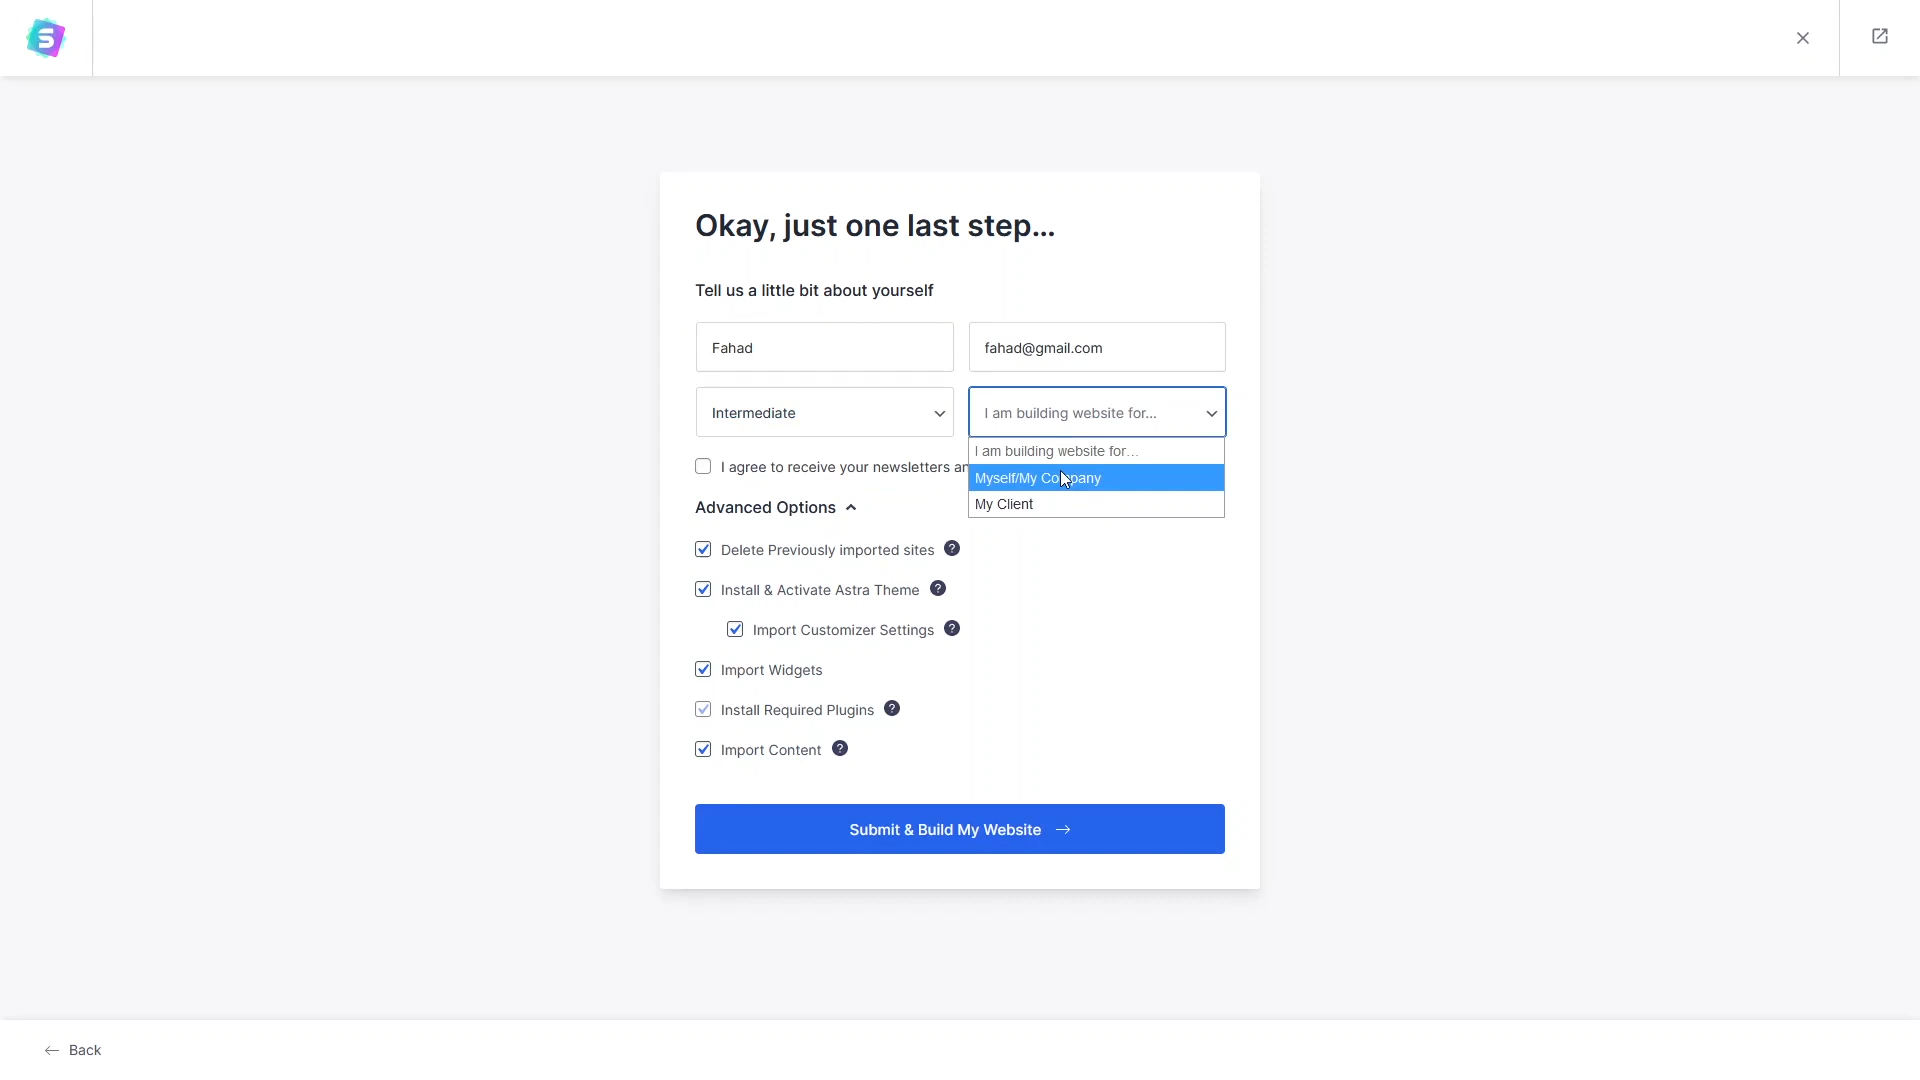 S
Okay, just one last step...
Tell us a little bit about yourself
Fahad
fahad@gmail.com
Intermediate
I am building website for...
I am building website for...
Myself/My Company
My Client
I agree to receive your newsletters an
Advanced Options
Delete Previously imported sites ?
Install & Activate Astra Theme ?
Import Customizer Settings ?
Import Widgets
Install Required Plugins ?
Import Content ?
Submit & Build My Website →
← Back